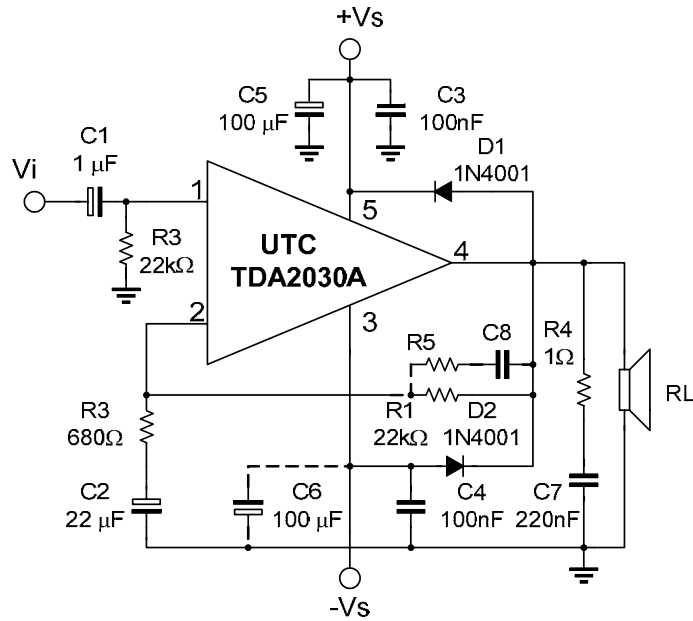 +Vs
C5
100 μF
C3
100nF
C1
1 μF
Vi
D1
1N4001
1
5
R3
22kΩ
UTC
TDA2030A
4
2
3
R5
C8
R4
1Ω
RL
R3
680Ω
R1
22kΩ
D2
1N4001
C2
22 μF
C6
100 μF
C4
100nF
C7
220nF
-Vs